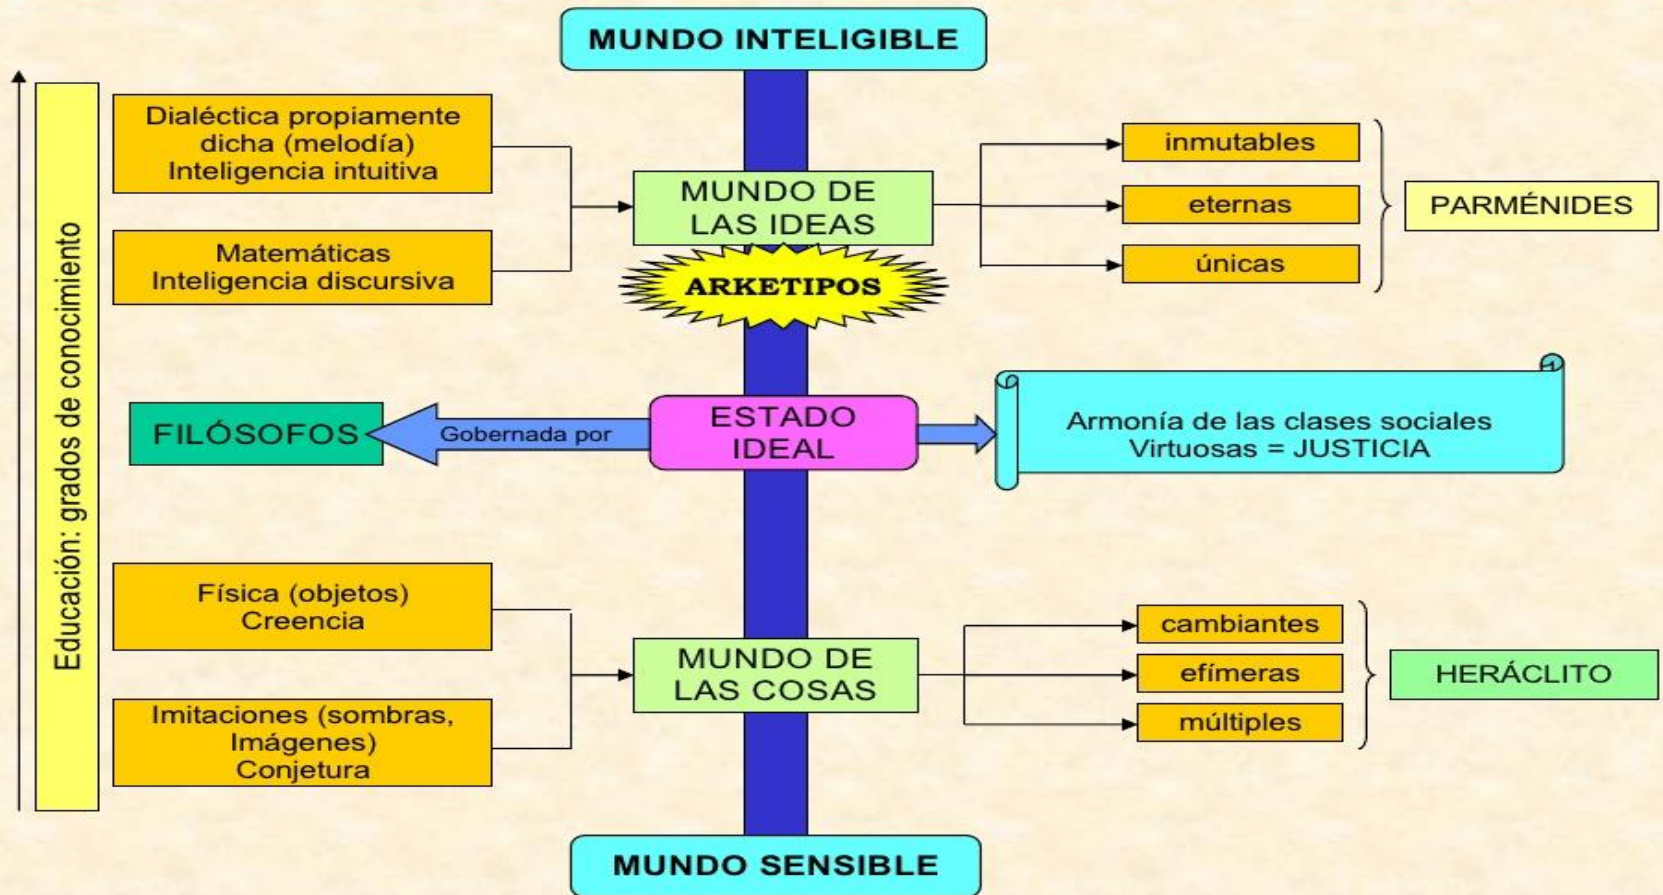 MUNDO INTELIGIBLE
Educación: grados de conocimiento
Dialéctica propiamente
dicha (melodía)
Inteligencia intuitiva
Matemáticas
Inteligencia discursiva
MUNDO DE
LAS IDEAS
ARKETIPOS
inmutables
eternas
únicas
PARMÉNIDES
FILÓSOFOS
Gobernada por
ESTADO
IDEAL
Armonía de las clases sociales
Virtuosas = JUSTICIA
Física (objetos)
Creencia
Imitaciones (sombras,
Imágenes)
Conjetura
MUNDO DE
LAS COSAS
cambiantes
efímeras
múltiples
HERÁCLITO
MUNDO SENSIBLE